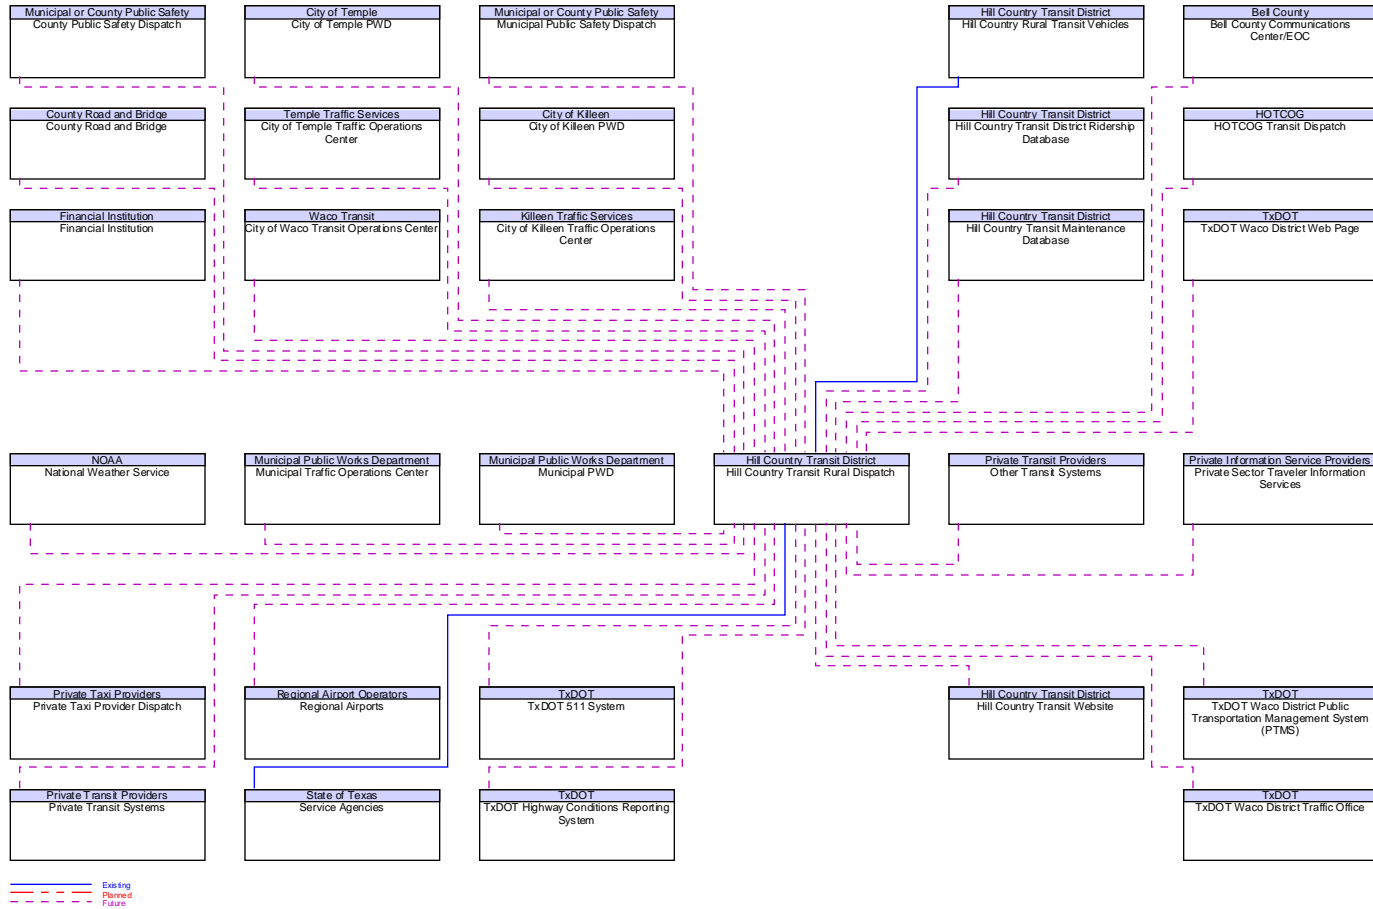 Municipal or County Public Safety
County Public Safety Dispatch
City of Temple
City of Temple PWD
Municipal or County Public Safety
Municipal Public Safety Dispatch
Hill Country Transit District
Hill Country Rural Transit Vehicles
Bell County
Bell County Communications
Center/EOC
County Road and Bridge
County Road and Bridge
Temple Traffic Services
City of Temple Traffic Operations
Center
City of Killeen
City of Killeen PWD
Hill Country Transit District
Hill Country Transit District Ridership
Database
HOTCOG
HOTCOG Transit Dispatch
Financial Institution
Financial Institution
Waco Transit
City of Waco Transit Operations Center
Killeen Traffic Services
City of Killeen Traffic Operations
Center
Hill Country Transit District
Hill Country Transit Maintenance
Database
TxDOT
TxDOT Waco District Web Page
NOAA
National Weather Service
Municipal Public Works Department
Municipal Traffic Operations Center
Municipal Public Works Department
Municipal PWD
Hill Country Transit District
Hill Country Transit Rural Dispatch
Private Transit Providers
Other Transit Systems
Private Information Service Providers
Private Sector Traveler Information
Services
Private Taxi Providers
Private Taxi Provider Dispatch
Regional Airport Operators
Regional Airports
TxDOT
TxDOT 511 System
Hill Country Transit District
Hill Country Transit Website
TxDOT
TxDOT Waco District Public
Transportation Management System
(PTMS)
Private Transit Providers
Private Transit Systems
State of Texas
Service Agencies
TxDOT
TxDOT Highway Conditions Reporting
System
TxDOT
TxDOT Waco District Traffic Office
Existing
Planned
Future